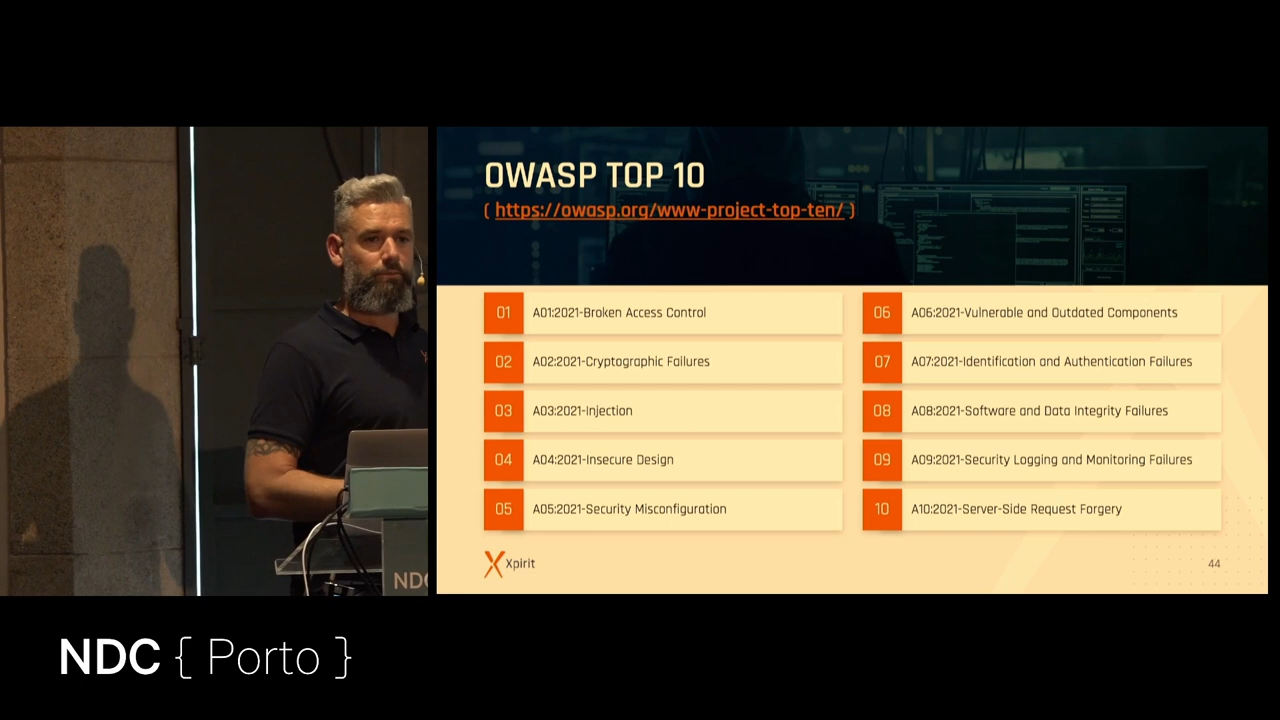 OWASP TOP 10
( https://owasp.org/www-project-top-ten/ )
01 A01:2021-Broken Access Control
02 A02:2021-Cryptographic Failures
03 A03:2021-Injection
04 A04:2021-Insecure Design
05 A05:2021-Security Misconfiguration
06 A06:2021-Vulnerable and Outdated Components
07 A07:2021-Identification and Authentication Failures
08 A08:2021-Software and Data Integrity Failures
09 A09:2021-Security Logging and Monitoring Failures
10 A10:2021-Server-Side Request Forgery
Xpirit
44
NDC
NDC { Porto }